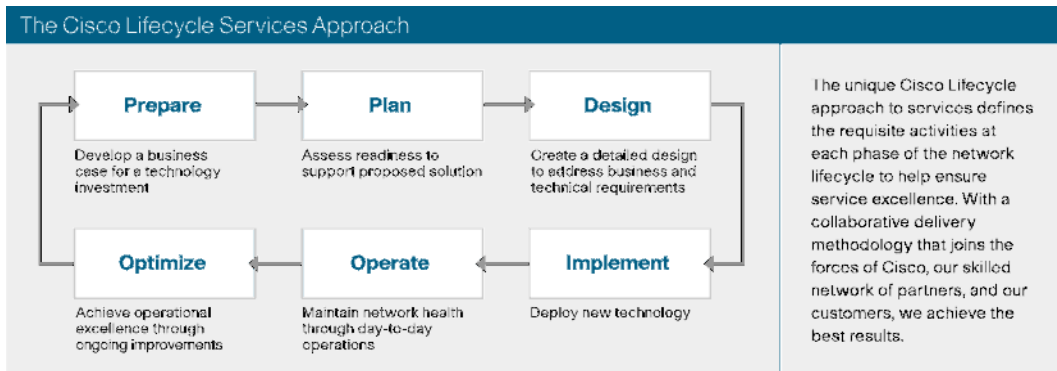 The Cisco Lifecycle Services Approach
Prepare
Develop a business
case for a technology
investment
Plan
Assess readiness to
support proposed solution
Design
Create a detailed design
to address business and
technical requirements
Optimize
Achieve operational
excellence through
ongoing improvements
Operate
Maintain network health
through day-to-day
operations
Implement
Deploy new technology
The unique Cisco Lifecycle
approach to services defines
the requisite activities at
each phase of the network
lifecycle to help ensure
service excellence. With a
collaborative delivery
methodology that joins the
forces of Cisco, our skilled
network of partners, and our
customers, we achieve the
best results.